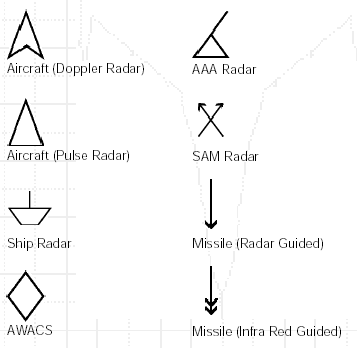 Aircraft (Doppler Radar)
AAA Radar
Aircraft (Pulse Radar)
SAM Radar
Ship Radar
Missile (Radar Guided)
AWACS
Missile (Infra Red Guided)